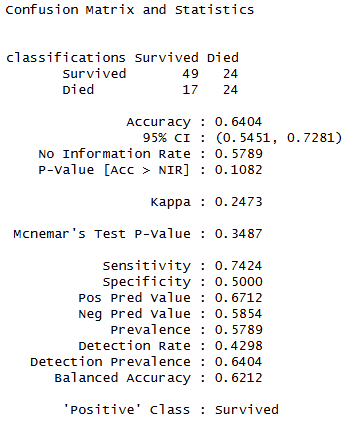 Confusion Matrix and Statistics
classifications Survived Died
Survived 49 24
Died 17 24
Accuracy : 0.6404
95% CI : (0.5451, 0.7281)
No Information Rate : 0.5789
P-Value [Acc > NIR] : 0.1082
Kappa : 0.2473
Mcnemar's Test P-Value : 0.3487
Sensitivity : 0.7424
Specificity : 0.5000
Pos Pred Value : 0.6712
Neg Pred Value : 0.5854
Prevalence : 0.5789
Detection Rate : 0.4298
Detection Prevalence : 0.6404
Balanced Accuracy : 0.6212
'Positive' Class : Survived